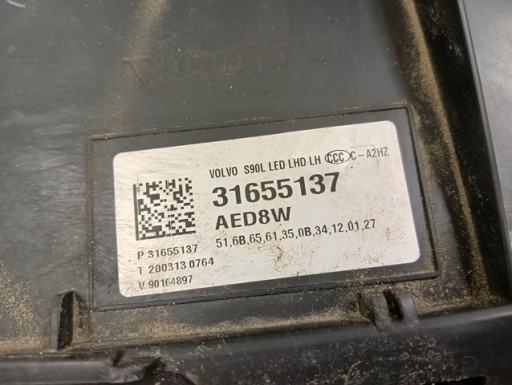 VOLVO S90L LED LHD LH CCC C-A2HZ
31655137
AED8W
51,6B,65,61,35,0B,34,12,01,27
P 31655137
T 200313 0764
V 90164897